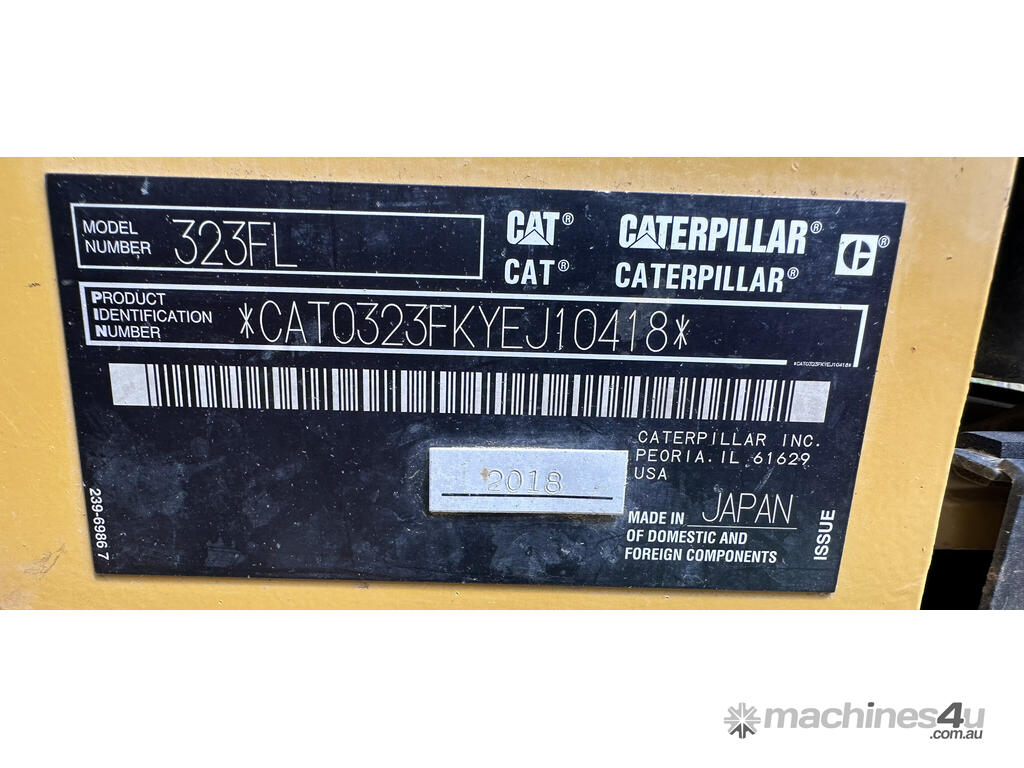 MODEL
NUMBER 323FL
CAT® CATERPILLAR®
CAT® CATERPILLAR®
PRODUCT
IDENTIFICATION
NUMBER *CAT0323FKYEJ10418*
*CAT0323FKYEJ10418*
CATERPILLAR INC.
PEORIA. IL 61629
USA
2018
MADE IN JAPAN
OF DOMESTIC AND
FOREIGN COMPONENTS
ISSUE
239-6986 7
machines4u
.com.au